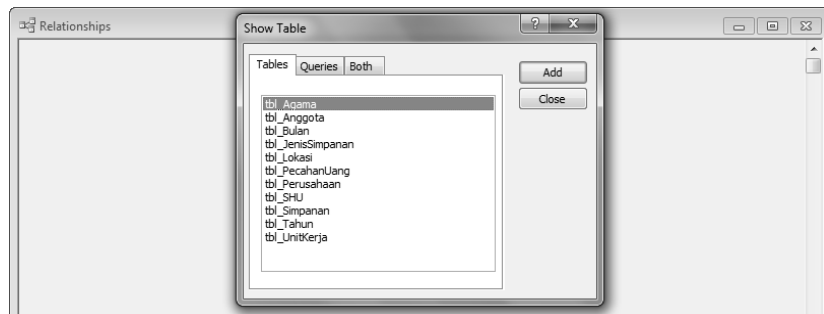 Relationships
Show Table
?
X
Tables Queries Both
Add
Close
tbl_Agama
tbl_Anggota
tbl_Bulan
tbl_JenisSimpanan
tbl_Lokasi
tbl_PecahanUang
tbl_Perusahaan
tbl_SHU
tbl_Simpanan
tbl_Tahun
tbl_UnitKerja